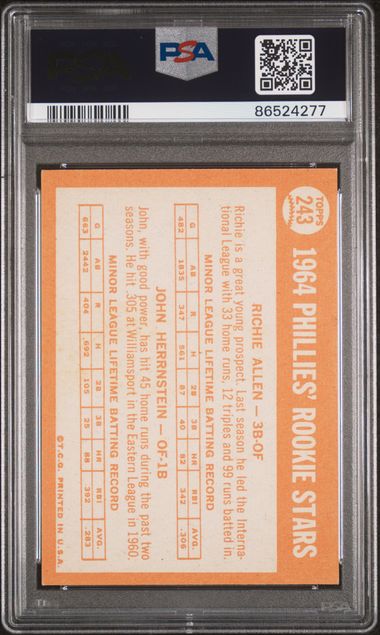 PSA
86524277
TOPPS
243
1964 PHILLIES' ROOKIE STARS
RICHIE ALLEN — 3B-OF
Richie is a great young prospect. Last season he led the Interna-
tional League with 33 home runs, 12 triples and 99 runs batted in.
MINOR LEAGUE LIFETIME BATTING RECORD
G AB R H 2B 3B HR RBI AVG.
482 1835 347 561 87 40 82 342 .306
JOHN HERRNSTEIN — OF-1B
John, with good power, has hit 45 home runs during the past two
seasons. He hit .305 at Williamsport in the Eastern League in 1960.
MINOR LEAGUE LIFETIME BATTING RECORD
G AB R H 2B 3B HR RBI AVG.
663 2442 404 .692 105 25 88 392 .283
©T.C.G. PRINTED IN U.S.A.
PSA